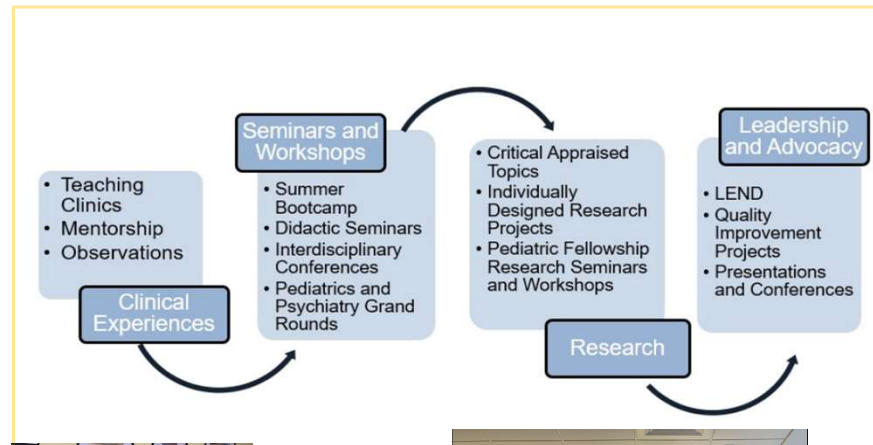 • Teaching
Clinics
• Mentorship
• Observations
Clinical
Experiences
Seminars and
Workshops
• Summer
Bootcamp
• Didactic Seminars
• Interdisciplinary
Conferences
• Pediatrics and
Psychiatry Grand
Rounds
• Critical Appraised
Topics
• Individually
Designed Research
Projects
• Pediatric Fellowship
Research Seminars
and Workshops
Research
Leadership
and Advocacy
• LEND
• Quality
Improvement
Projects
• Presentations
and Conferences